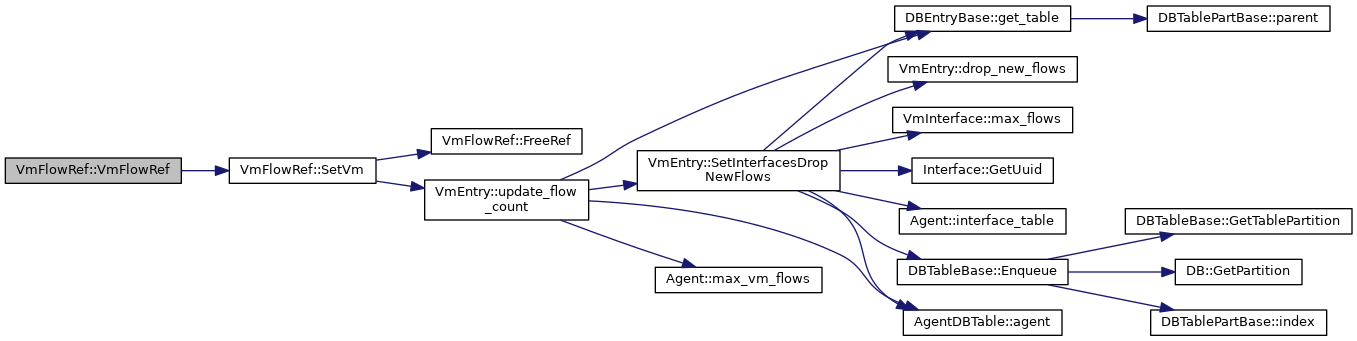 VmFlowRef::VmFlowRef
VmFlowRef::SetVm
VmFlowRef::FreeRef
VmEntry::update_flow
_count
VmEntry::SetInterfacesDrop
NewFlows
Agent::max_vm_flows
DBEntryBase::get_table
VmEntry::drop_new_flows
VmInterface::max_flows
Interface::GetUuid
Agent::interface_table
DBTableBase::Enqueue
AgentDBTable::agent
DBTablePartBase::parent
DBTableBase::GetTablePartition
DB::GetPartition
DBTablePartBase::index